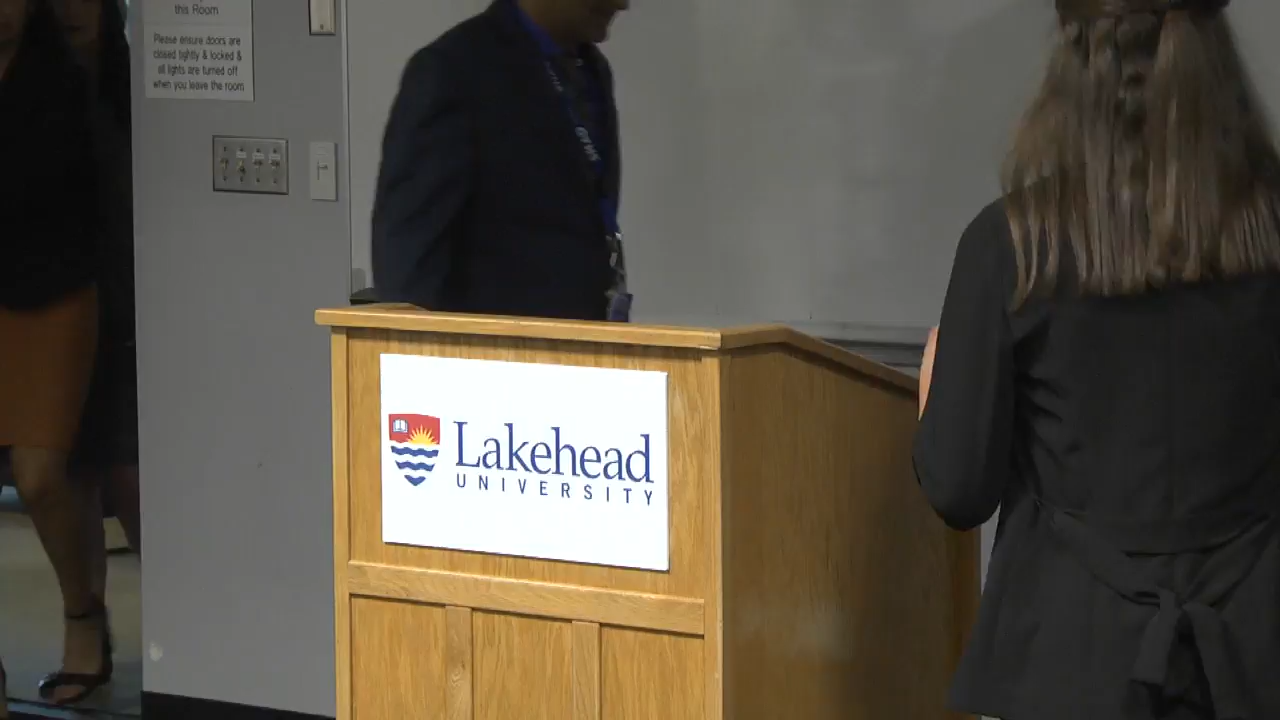 this Room
Please ensure doors are
closed tightly & locked &
all lights are turned off
when you leave the room
Lakehead
UNIVERSITY